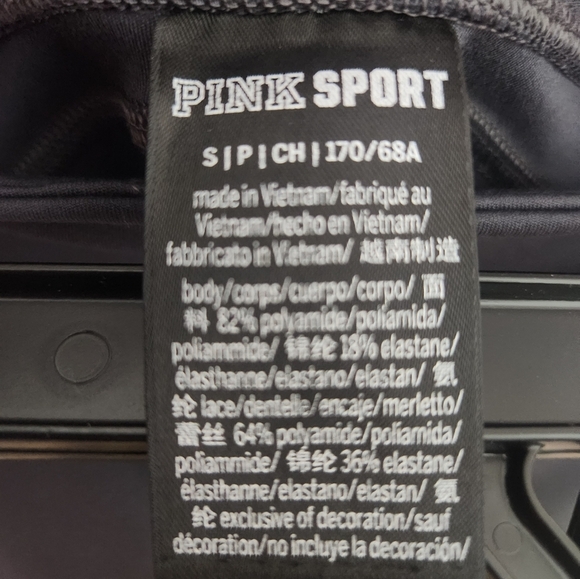 PINK SPORT
S|P|CH|170/68A
made in Vietnam/fabriqué au
Vietnam/hecho en Vietnam/
fabbricato in Vietnam/ 越南制造
body/corps/cuerpo/corpo/ 面
料 82% polyamide/poliamida/
poliammide/ 锦纶 18% elastane/
élasthanne/elastano/elastan/ 氨
纶 lace/dentelle/encaje/merletto/
蕾丝 64% polyamide/poliamida/
poliammide/ 锦纶 36% elastane/
élasthanne/elastano/elastan/ 氨
纶 exclusive of decoration/sauf
décoration/no incluye la decoración/